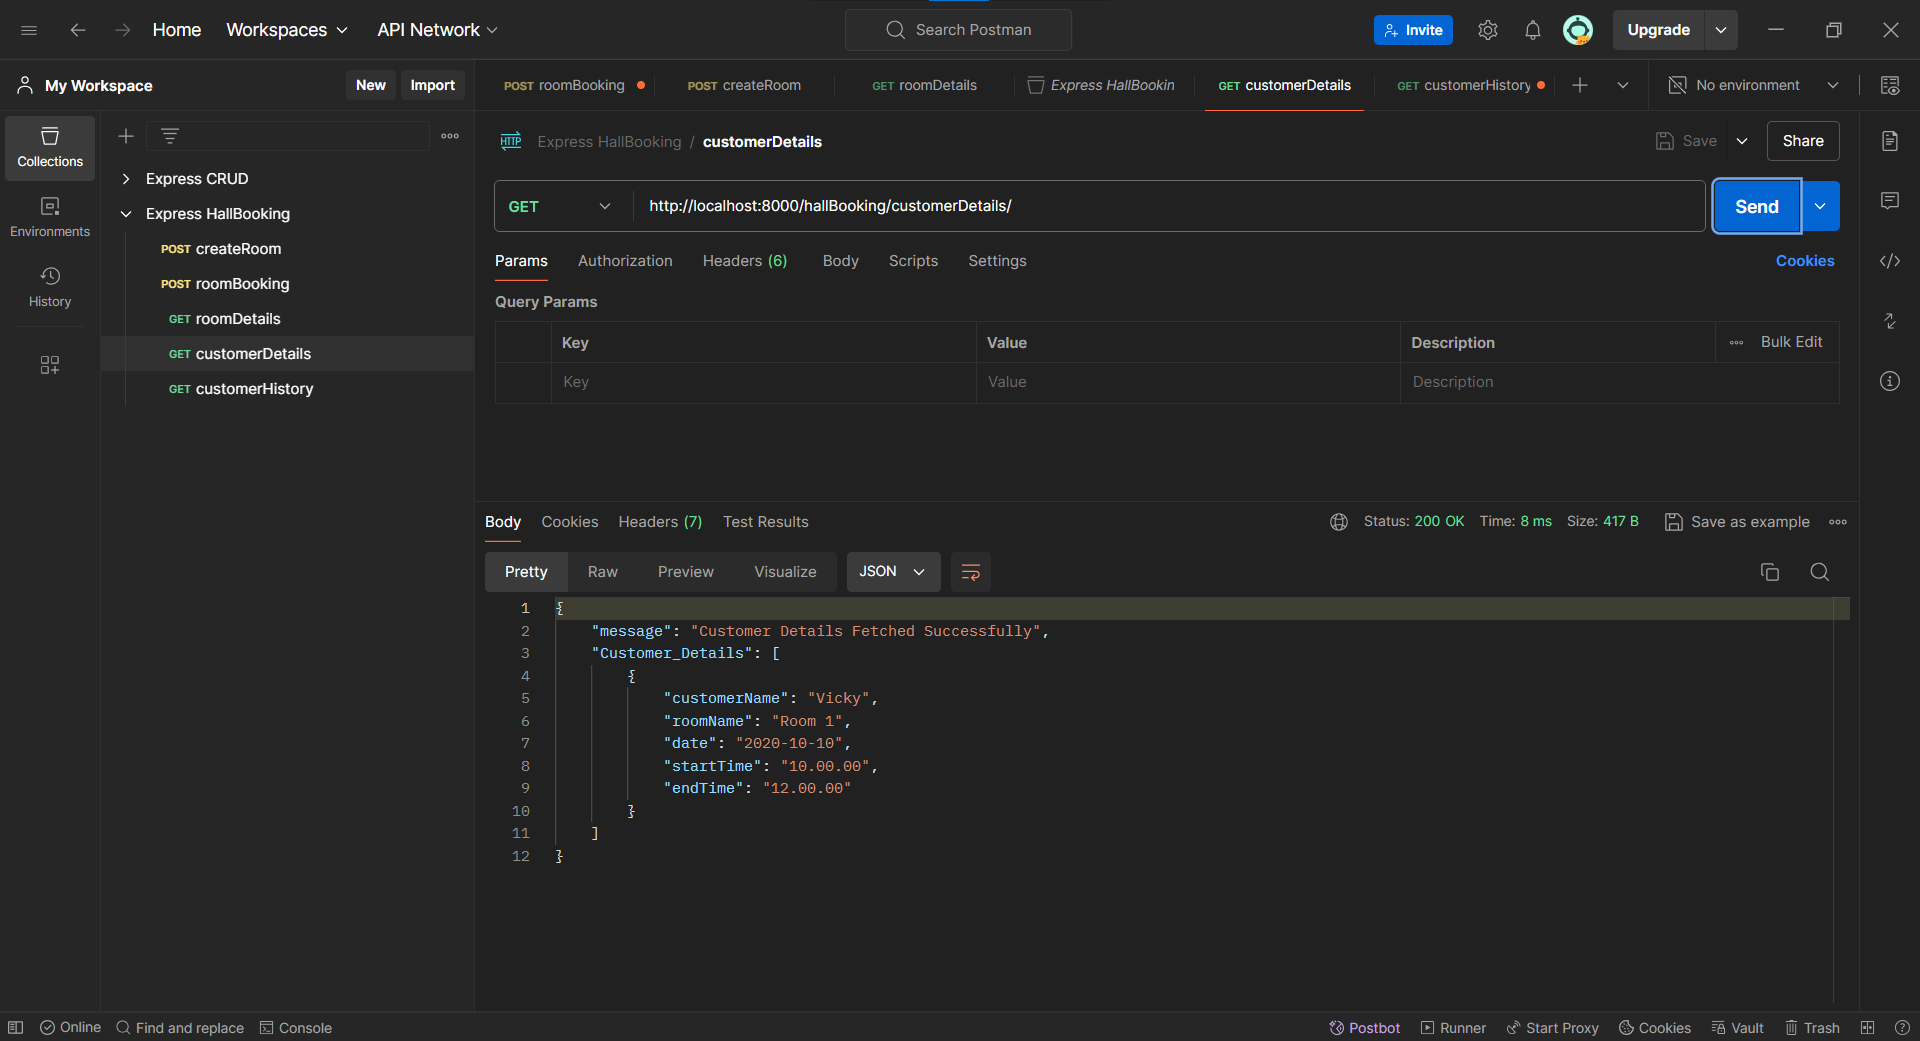 Home Workspaces API Network Search Postman Invite Upgrade
My Workspace New Import
POST roomBooking POST createRoom GET roomDetails Express HallBookin GET customerDetails GET customerHistory No environment
Collections
Environments
History
Express CRUD
Express HallBooking
POST createRoom
POST roomBooking
GET roomDetails
GET customerDetails
GET customerHistory
HTTP Express HallBooking / customerDetails Save Share
GET http://localhost:8000/hallBooking/customerDetails/ Send
Params Authorization Headers (6) Body Scripts Settings Cookies
Query Params
Key Value Description Bulk Edit
Key Value Description
Body Cookies Headers (7) Test Results Status: 200 OK Time: 8 ms Size: 417 B Save as example
Pretty Raw Preview Visualize JSON
1 {
2 "message": "Customer Details Fetched Successfully",
3 "Customer_Details": [
4 {
5 "customerName": "Vicky",
6 "roomName": "Room 1",
7 "date": "2020-10-10",
8 "startTime": "10.00.00",
9 "endTime": "12.00.00"
10 }
11 ]
12 }
Online Find and replace Console Postbot Runner Start Proxy Cookies Vault Trash